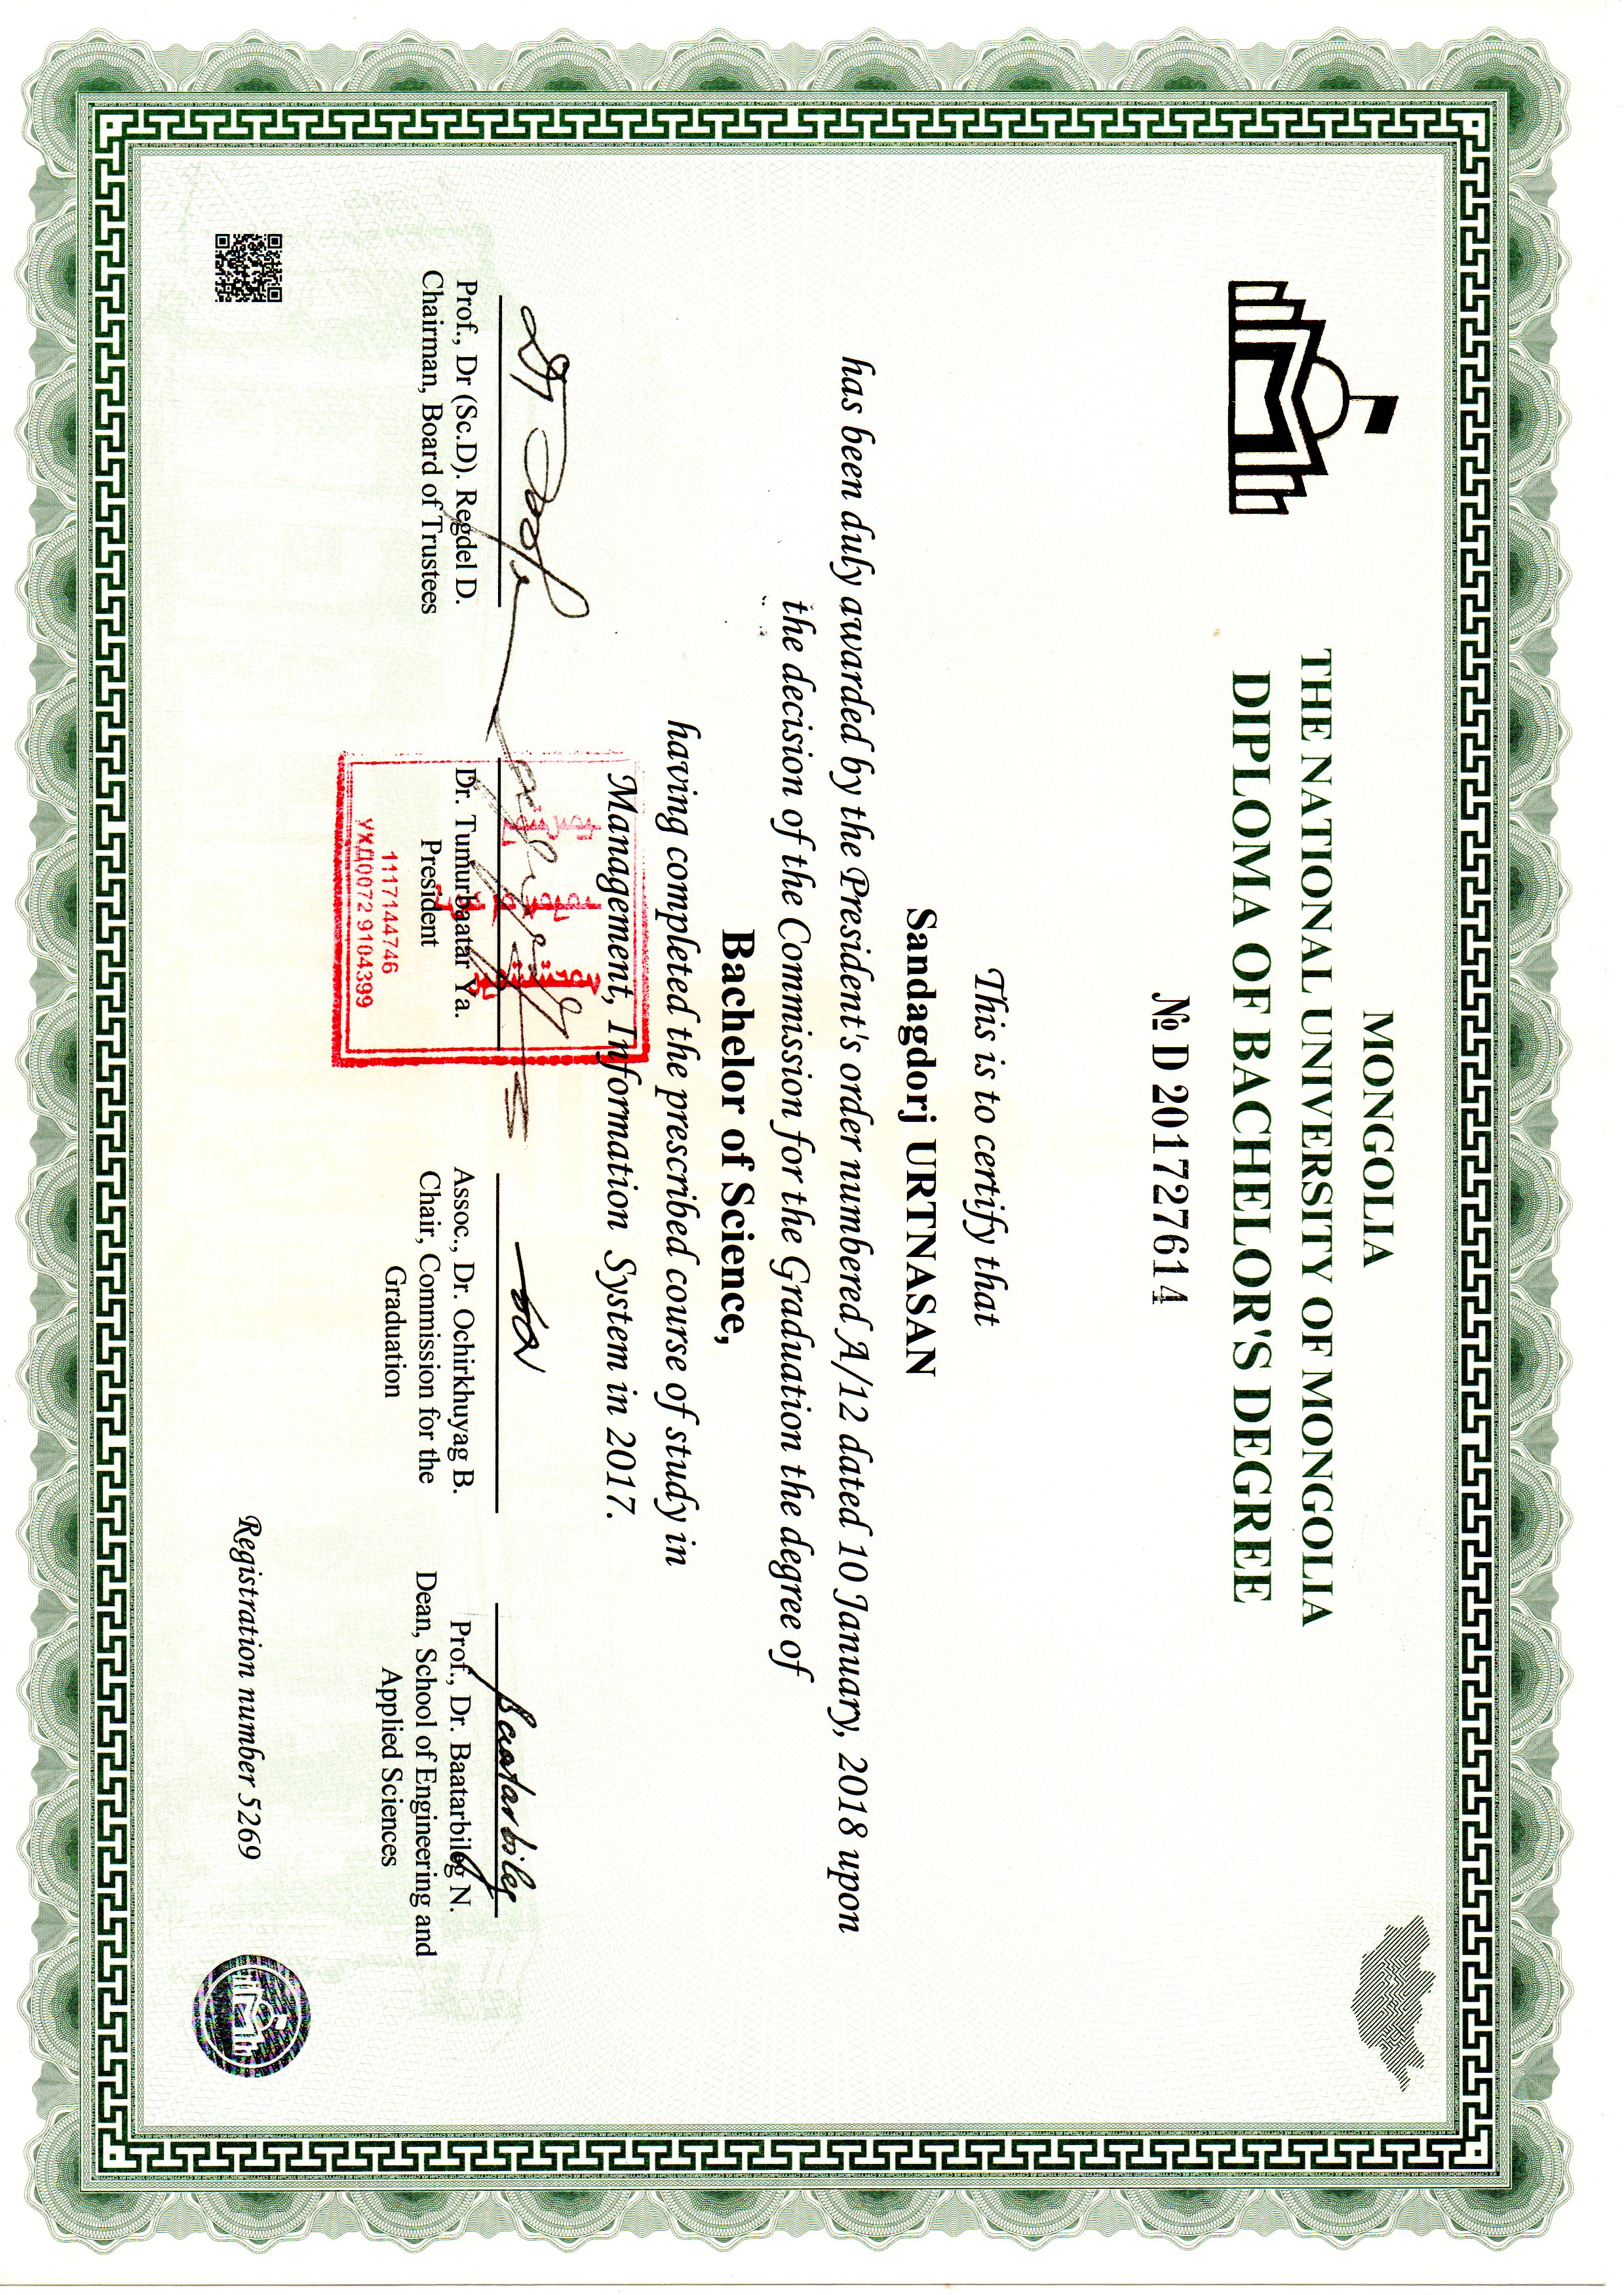 MONGOLIA
THE NATIONAL UNIVERSITY OF MONGOLIA
DIPLOMA OF BACHELOR'S DEGREE
№ D 201727614
This is to certify that
Sandagdorj URTNASAN
has been duly awarded by the President's order numbered A/12 dated 10 January, 2018 upon
the decision of the Commission for the Graduation the degree of
Bachelor of Science,
having completed the prescribed course of study in
Management, Information System in 2017.
Prof., Dr (Sc.D). Regdel D.
Chairman, Board of Trustees
Dr. Tumurbaatar Ya.
President
1117144746
УХД0072 9104399
Assoc., Dr. Ochirkhuyag B.
Chair, Commission for the
Graduation
Baatarbileg
Prof., Dr. Baatarbileg N.
Dean, School of Engineering and
Applied Sciences
Registration number 5269